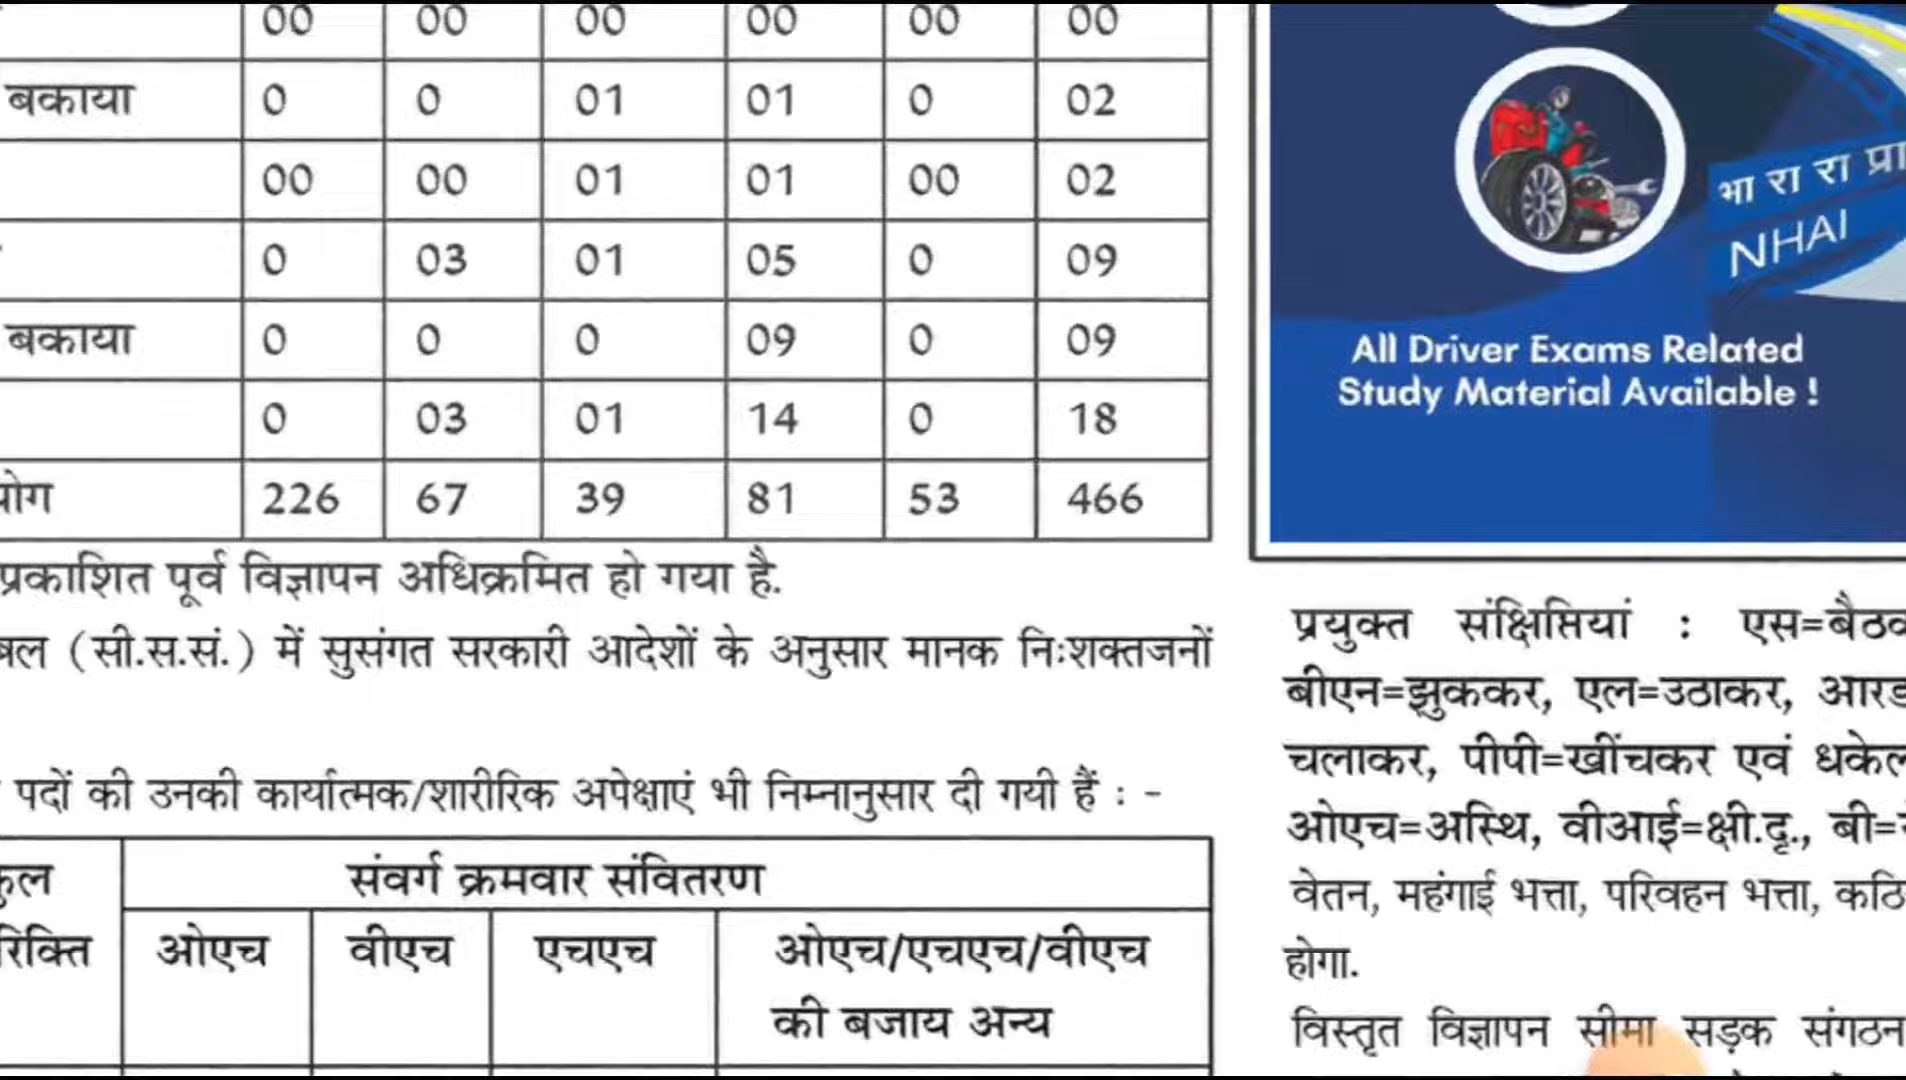 00 00 00 00 00 00
बकाया 0 0 01 01 0 02
00 00 01 01 00 02
0 03 01 05 0 09
बकाया 0 0 0 09 0 09
0 03 01 14 0 18
226 67 39 81 53 466
प्रकाशित पूर्व विज्ञापन अधिक्रमित हो गया है.
(सी.स.सं.) में सुसंगत सरकारी आदेशों के अनुसार मानक निःशक्तजनों
पदों की उनकी कार्यात्मक/शारीरिक अपेक्षाएं भी निम्नानुसार दी गयी हैं : -
संवर्ग क्रमवार संवितरण
ओएच वीएच एचएच ओएच/एचएच/वीएच
की बजाय अन्य
भा रा रा प्रा
NHAI
All Driver Exams Related
Study Material Available !
प्रयुक्त संक्षिप्तियां : एस=बैठक
बीएन=झुककर, एल=उठाकर,
चलाकर, पीपी=खींचकर एवं
ओएच=अस्थि, वीआई=क्षी.दृ., बी=
वेतन, महंगाई भत्ता, परिवहन भत्ता,
होगा.
विस्तृत विज्ञापन सीमा सड़क संगठन